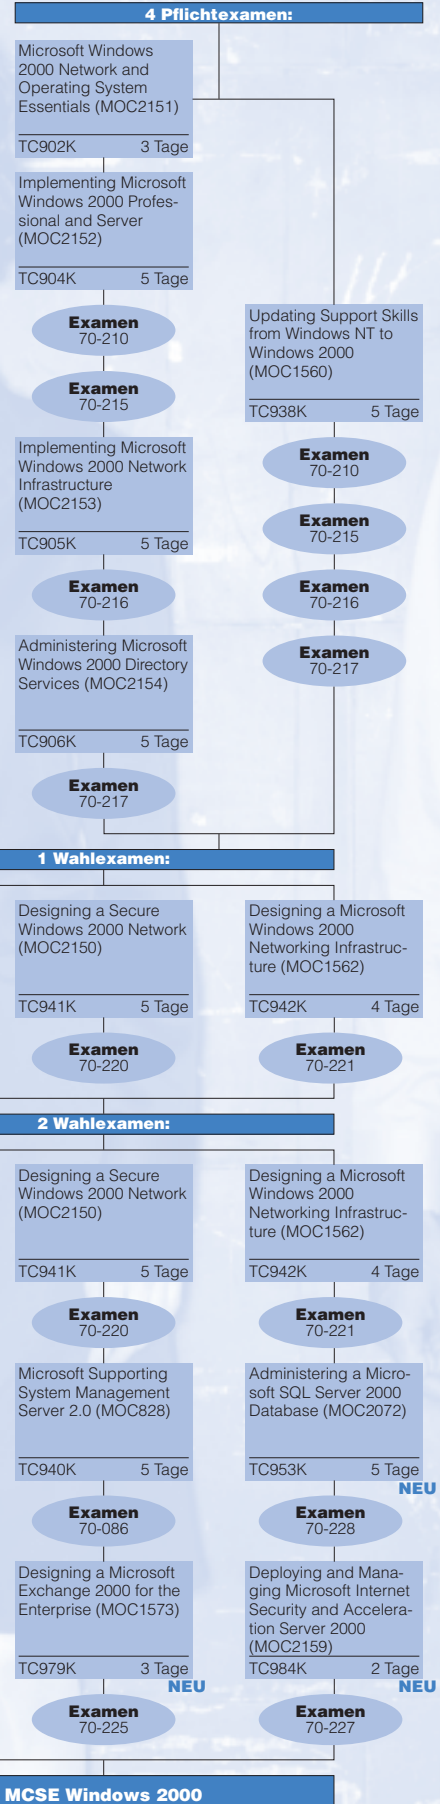 4 Pflichtexamen:
Microsoft Windows
2000 Network and
Operating System
Essentials (MOC2151)
TC902K 3 Tage
Implementing Microsoft
Windows 2000 Profes-
sional and Server
(MOC2152)
TC904K 5 Tage
Examen
70-210
Examen
70-215
Implementing Microsoft
Windows 2000 Network
Infrastructure
(MOC2153)
TC905K 5 Tage
Examen
70-216
Administering Microsoft
Windows 2000 Directory
Services (MOC2154)
TC906K 5 Tage
Examen
70-217
Updating Support Skills
from Windows NT to
Windows 2000
(MOC1560)
TC938K 5 Tage
Examen
70-210
Examen
70-215
Examen
70-216
Examen
70-217
1 Wahlexamen:
Designing a Secure
Windows 2000 Network
(MOC2150)
TC941K 5 Tage
Examen
70-220
Designing a Microsoft
Windows 2000
Networking Infrastruc-
ture (MOC1562)
TC942K 4 Tage
Examen
70-221
2 Wahlexamen:
Designing a Secure
Windows 2000 Network
(MOC2150)
TC941K 5 Tage
Examen
70-220
Microsoft Supporting
System Management
Server 2.0 (MOC828)
TC940K 5 Tage
Examen
70-086
Designing a Microsoft
Exchange 2000 for the
Enterprise (MOC1573)
TC979K 3 Tage
NEU
Examen
70-225
Designing a Microsoft
Windows 2000
Networking Infrastruc-
ture (MOC1562)
TC942K 4 Tage
Examen
70-221
Administering a Micro-
soft SQL Server 2000
Database (MOC2072)
TC953K 5 Tage
NEU
Examen
70-228
Deploying and Mana-
ging Microsoft Internet
Security and Accelera-
tion Server 2000
(MOC2159)
TC984K 2 Tage
NEU
Examen
70-227
MCSE Windows 2000